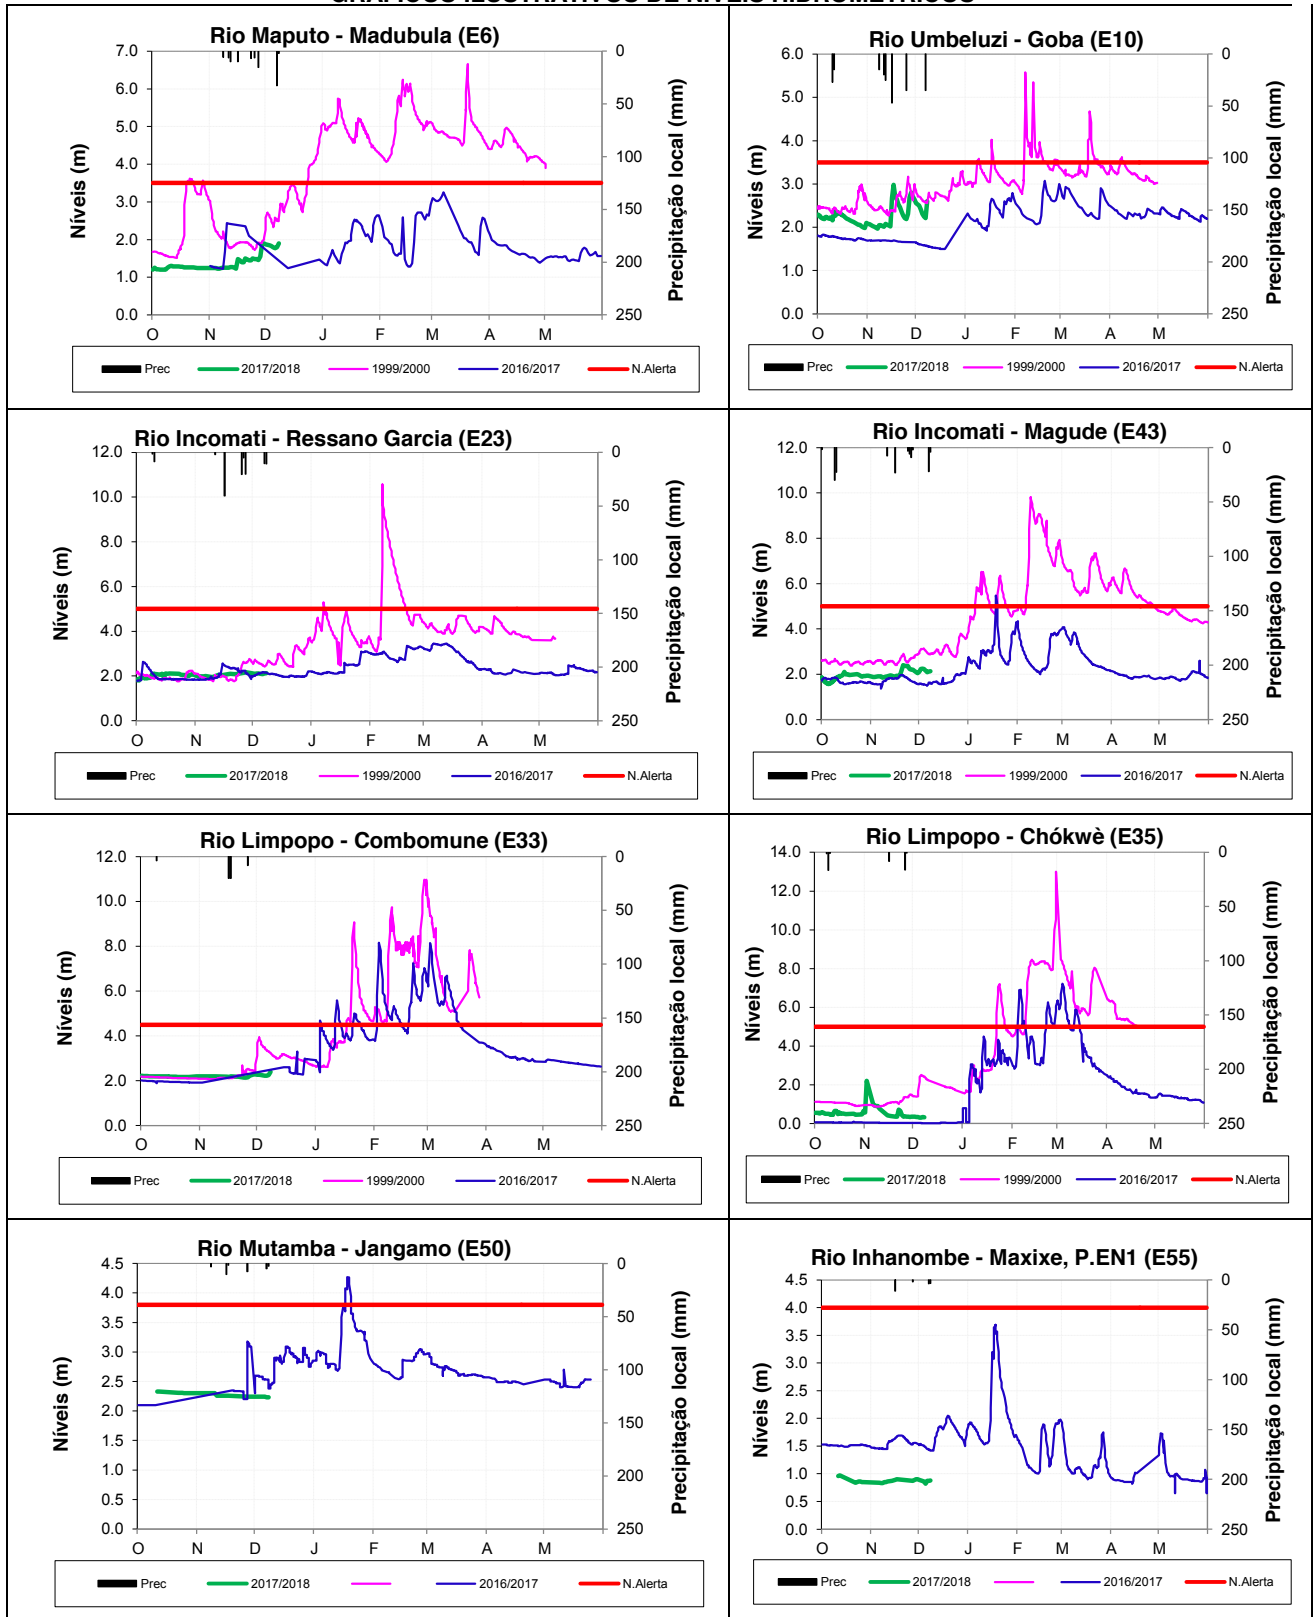 GRÁFICOS ILUSTRATIVOS DE NÍVEIS HIDROMÉTRICOS
Rio Maputo - Madubula (E6)
Níveis (m)
7.0
6.0
5.0
4.0
3.0
2.0
1.0
0.0
0
50
100
150
200
250
Precipitação local (mm)
O N D J F M A M
Prec 2017/2018 1999/2000 2016/2017 N.Alerta
Rio Umbeluzi - Goba (E10)
Níveis (m)
6.0
5.0
4.0
3.0
2.0
1.0
0.0
0
50
100
150
200
250
Precipitação local (mm)
O N D J F M A M
Prec 2017/2018 1999/2000 2016/2017 N.Alerta
Rio Incomati - Ressano Garcia (E23)
Níveis (m)
12.0
10.0
8.0
6.0
4.0
2.0
0.0
0
50
100
150
200
250
Precipitação local (mm)
O N D J F M A M
Prec 2017/2018 1999/2000 2016/2017 N.Alerta
Rio Incomati - Magude (E43)
Níveis (m)
12.0
10.0
8.0
6.0
4.0
2.0
0.0
0
50
100
150
200
250
Precipitação local (mm)
O N D J F M A M
Prec 2017/2018 1999/2000 2016/2017 N.Alerta
Rio Limpopo - Combomune (E33)
Níveis (m)
12.0
10.0
8.0
6.0
4.0
2.0
0.0
0
50
100
150
200
250
Precipitação local (mm)
O N D J F M A M
Prec 2017/2018 1999/2000 2016/2017 N.Alerta
Rio Limpopo - Chókwè (E35)
Níveis (m)
14.0
12.0
10.0
8.0
6.0
4.0
2.0
0.0
0
50
100
150
200
250
Precipitação local (mm)
O N D J F M A M
Prec 2017/2018 1999/2000 2016/2017 N.Alerta
Rio Mutamba - Jangamo (E50)
Níveis (m)
4.5
4.0
3.5
3.0
2.5
2.0
1.5
1.0
0.5
0.0
0
50
100
150
200
250
Precipitação local (mm)
O N D J F M A M
Prec 2017/2018 2016/2017 N.Alerta
Rio Inhanombe - Maxixe, P.EN1 (E55)
Níveis (m)
4.5
4.0
3.5
3.0
2.5
2.0
1.5
1.0
0.5
0.0
0
50
100
150
200
250
Precipitação local (mm)
O N D J F M A M
Prec 2017/2018 2016/2017 N.Alerta